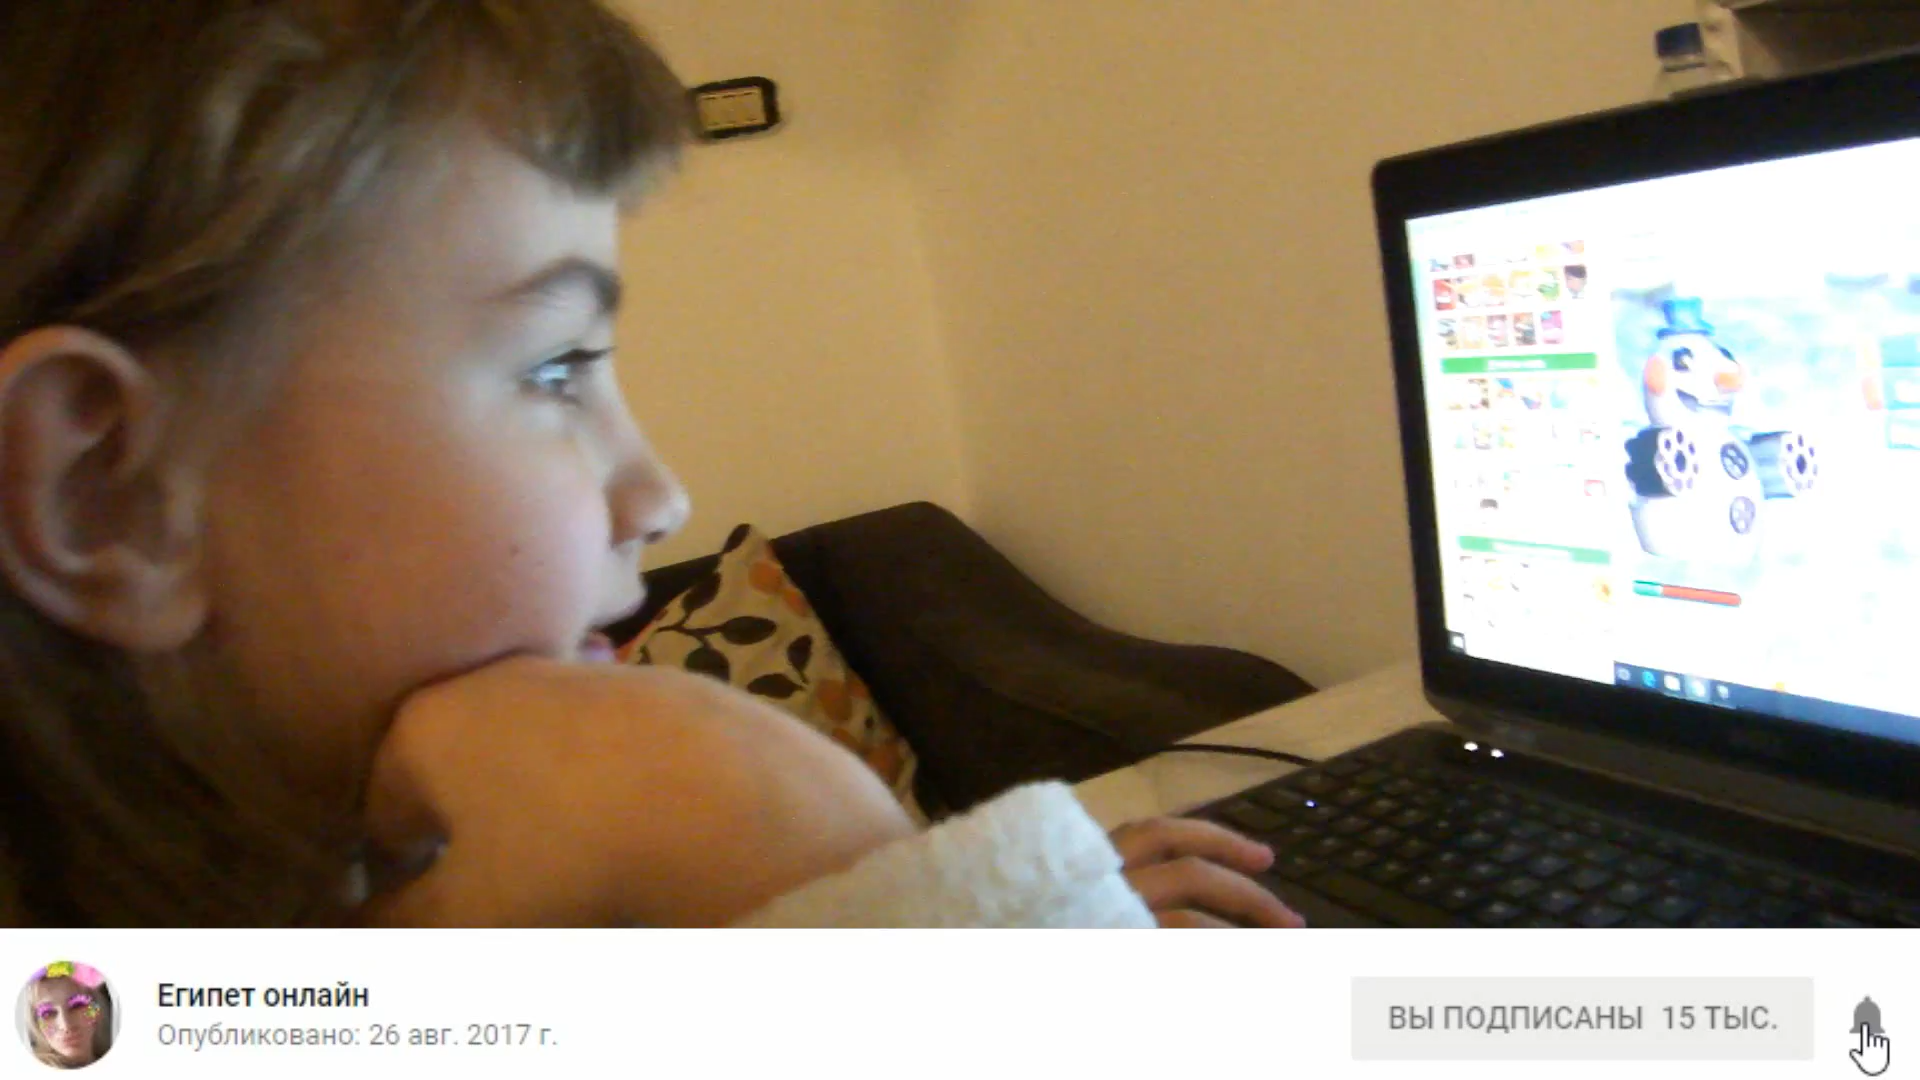 Египет онлайн
Опубликовано: 26 авг. 2017 г.
ВЫ ПОДПИСАНЫ 15 ТЫС.